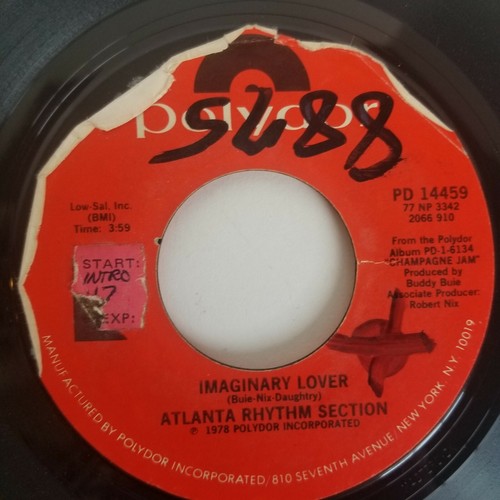 polydor
5488
PD 14459
77 NP 3342
2066 910
Low-Sal. Inc.
(BMI)
Time: 3:59
From the Polydor
Album PD-1-6134
"CHAMPAGNE JAM"
Produced by
Buddy Buie
Associate Producer:
Robert Nix
START:
INTRO
:17
EXP:
IMAGINARY LOVER
(Buie-Nix-Daughtry)
ATLANTA RHYTHM SECTION
℗ 1978 POLYDOR INCORPORATED
MANUFACTURED BY POLYDOR INCORPORATED/810 SEVENTH AVENUE, NEW YORK, N.Y. 10019